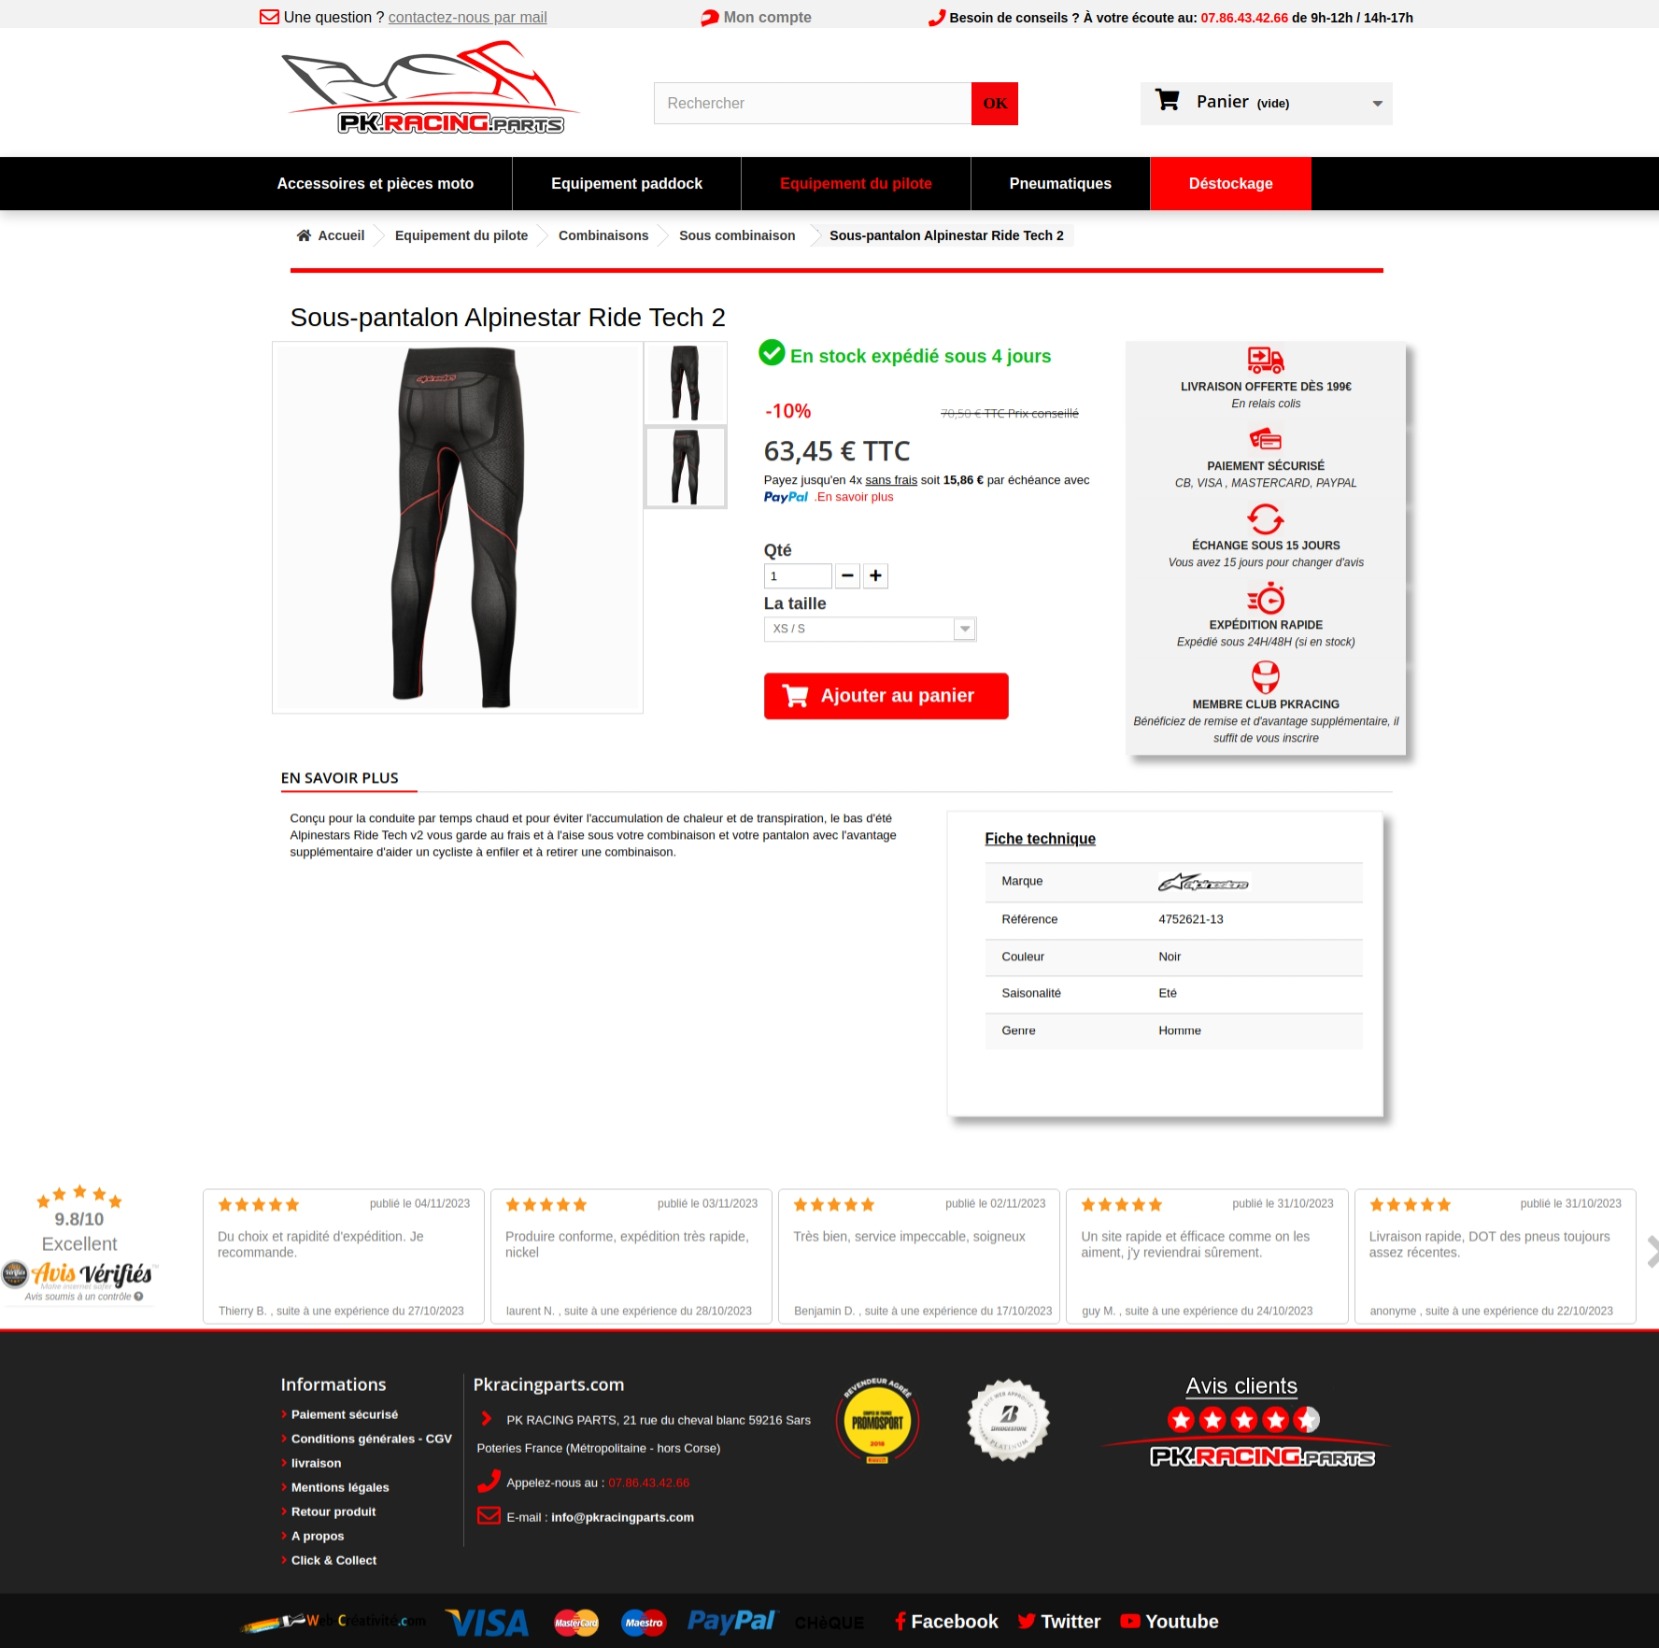 Une question ? contactez-nous par mail
Mon compte
Besoin de conseils ? À votre écoute au: 07.86.43.42.66 de 9h-12h / 14h-17h
PK.RACING.PARTS
Rechercher
OK
Panier (vide)
Accessoires et pièces moto
Equipement paddock
Equipement du pilote
Pneumatiques
Déstockage
Accueil
Equipement du pilote
Combinaisons
Sous combinaison
Sous-pantalon Alpinestar Ride Tech 2
Sous-pantalon Alpinestar Ride Tech 2
En stock expédié sous 4 jours
-10%
70,50 € TTC Prix conseillé
63,45 € TTC
Payez jusqu'en 4x sans frais soit 15,86 € par échéance avec
PayPal .En savoir plus
Qté
1
La taille
XS / S
Ajouter au panier
LIVRAISON OFFERTE DÈS 199€
En relais colis
PAIEMENT SÉCURISÉ
CB, VISA , MASTERCARD, PAYPAL
ÉCHANGE SOUS 15 JOURS
Vous avez 15 jours pour changer d'avis
EXPÉDITION RAPIDE
Expédié sous 24H/48H (si en stock)
MEMBRE CLUB PKRACING
Bénéficiez de remise et d'avantage supplémentaire, il
suffit de vous inscrire
EN SAVOIR PLUS
Conçu pour la conduite par temps chaud et pour éviter l'accumulation de chaleur et de transpiration, le bas d'été
Alpinestars Ride Tech v2 vous garde au frais et à l'aise sous votre combinaison et votre pantalon avec l'avantage
supplémentaire d'aider un cycliste à enfiler et à retirer une combinaison.
Fiche technique
Marque alpinestars
Référence 4752621-13
Couleur Noir
Saisonalité Eté
Genre Homme
9.8/10
Excellent
Avis Vérifiés
Avis soumis à un contrôle
publié le 04/11/2023
Du choix et rapidité d'expédition. Je
recommande.
Thierry B. , suite à une expérience du 27/10/2023
publié le 03/11/2023
Produire conforme, expédition très rapide,
nickel
laurent N. , suite à une expérience du 28/10/2023
publié le 02/11/2023
Très bien, service impeccable, soigneux
Benjamin D. , suite à une expérience du 17/10/2023
publié le 31/10/2023
Un site rapide et éfficace comme on les
aiment, j'y reviendrai sûrement.
guy M. , suite à une expérience du 24/10/2023
publié le 31/10/2023
Livraison rapide, DOT des pneus toujours
assez récentes.
anonyme , suite à une expérience du 22/10/2023
Informations
Paiement sécurisé
Conditions générales - CGV
livraison
Mentions légales
Retour produit
A propos
Click & Collect
Pkracingparts.com
PK RACING PARTS, 21 rue du cheval blanc 59216 Sars
Poteries France (Métropolitaine - hors Corse)
Appelez-nous au : 07.86.43.42.66
E-mail : info@pkracingparts.com
REVENDEUR AGRÉÉ
PROMOSPORT
2016
BRIDGESTONE
PLATINUM
Avis clients
PK.RACING.PARTS
Web-Créativité.com
VISA
MasterCard
Maestro
PayPal
CHÈQUE
Facebook
Twitter
Youtube